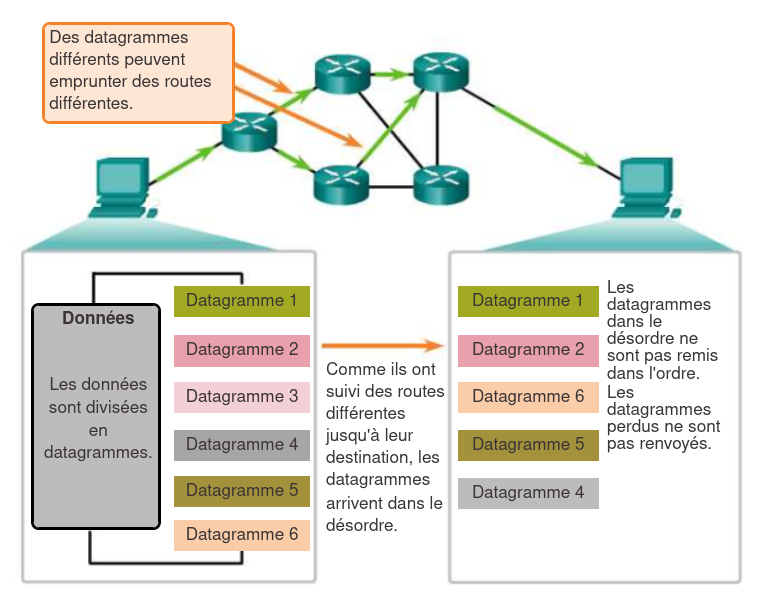 Des datagrammes
différents peuvent
emprunter des routes
différentes.
Données
Les données
sont divisées
en
datagrammes.
Datagramme 1
Datagramme 2
Datagramme 3
Datagramme 4
Datagramme 5
Datagramme 6
Comme ils ont
suivi des routes
différentes
jusqu'à leur
destination, les
datagrammes
arrivent dans le
désordre.
Datagramme 1
Datagramme 2
Datagramme 6
Datagramme 5
Datagramme 4
Les
datagrammes
dans le
désordre ne
sont pas remis
dans l'ordre.
Les
datagrammes
perdus ne sont
pas renvoyés.